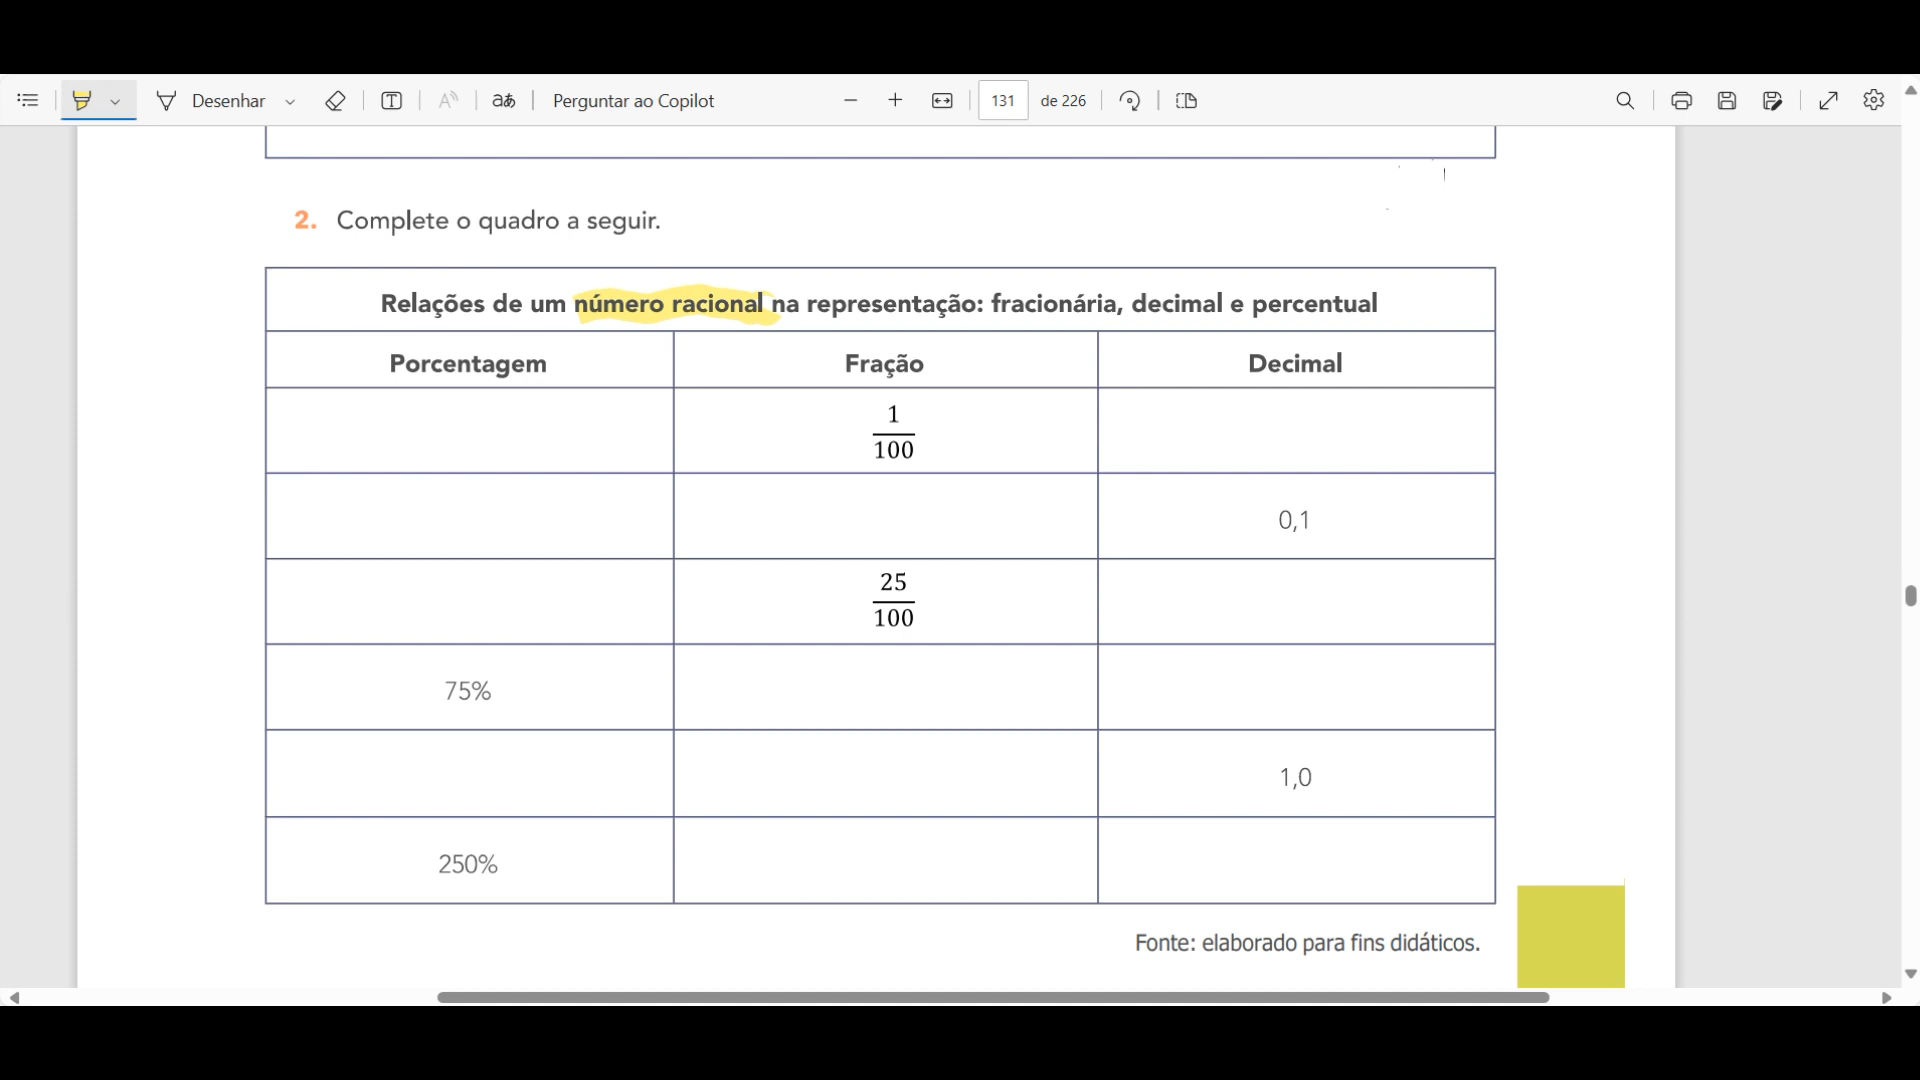 Desenhar
aあ
Perguntar ao Copilot
131 de 226
2. Complete o quadro a seguir.
Relações de um número racional na representação: fracionária, decimal e percentual
Porcentagem Fração Decimal
1
100
0,1
25
100
75%
1,0
250%
Fonte: elaborado para fins didáticos.